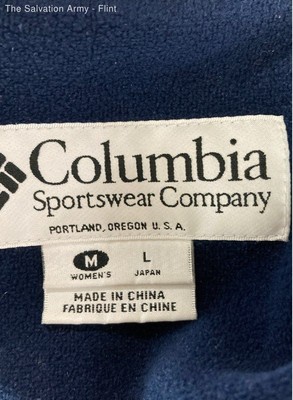 The Salvation Army - Flint
Columbia
Sportswear Company
PORTLAND, OREGON U. S. A.
M L
WOMEN'S JAPAN
MADE IN CHINA
FABRIQUE EN CHINE